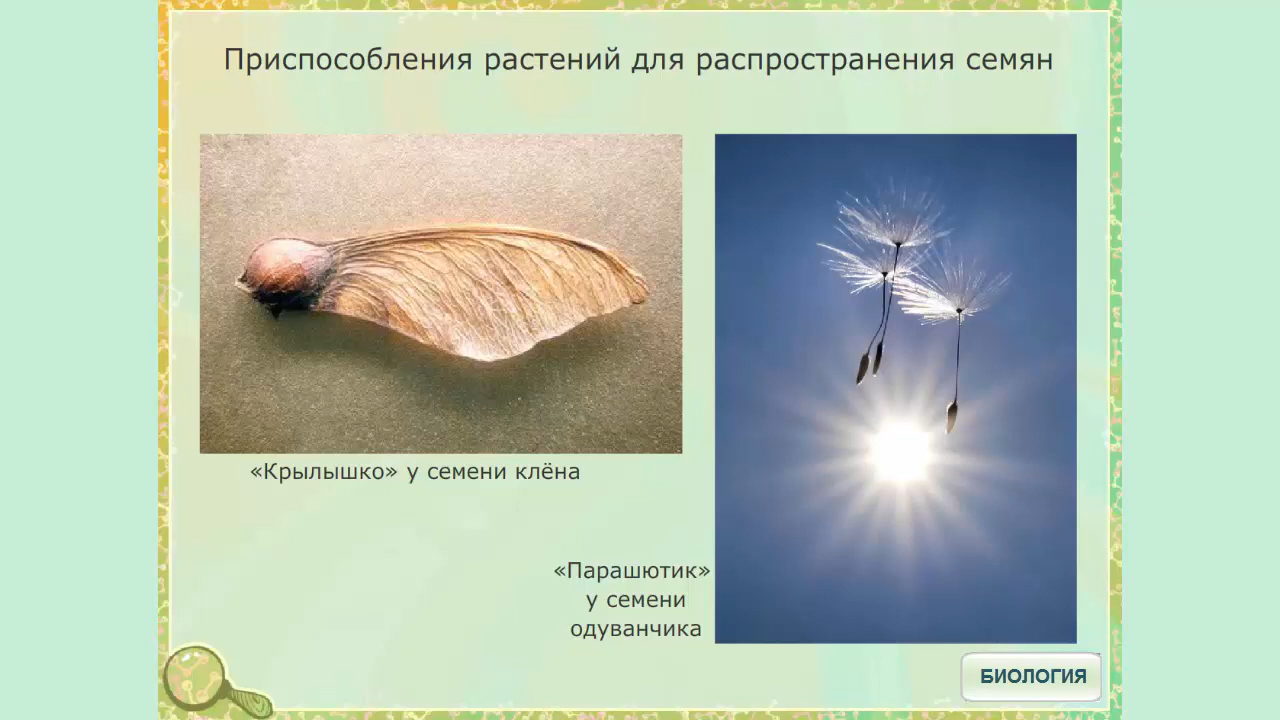 Приспособления растений для распространения семян
«Крылышко» у семени клёна
«Парашютик»
у семени
одуванчика
БИОЛОГИЯ